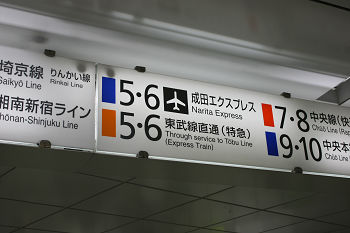 埼京線 りんかい線
Saikyō Line Rinkai Line
湘南新宿ライン
Shōnan-Shinjuku Line
5・6 成田エクスプレス
Narita Express
5・6 東武線直通（特急）
Through service to Tōbu Line
(Express Train)
7・8 中央線
Chūō Line
9・10 中央本
Chūō Line